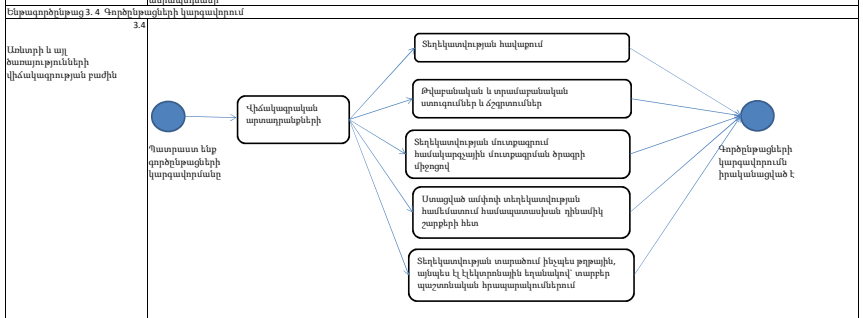 Ենթագործընթաց 3. 4 Գործընթացների կարգավորում
3.4
Առևտրի և այլ
ծառայությունների
վիճակագրության բաժին
Պատրաստ ենք
գործընթացների
կարգավորմանը
Վիճակագրական
արտադրանքների
Տեղեկատվության հավաքում
Թվաբանական և տրամաբանական
ստուգումներ և ճշգրտումներ
Տեղեկատվության մուտքագրում
համակարգչային մուտքագրման ծրագրի
միջոցով
Ստացված ամփոփ տեղեկատվության
համեմատում համապատասխան դինամիկ
շարքերի հետ
Տեղեկատվության տարածում ինչպես թղթային,
այնպես էլ էլեկտրոնային եղանակով՝ տարբեր
պաշտոնական հրապարակումներում
Գործընթացների
կարգավորումն
իրականացված է